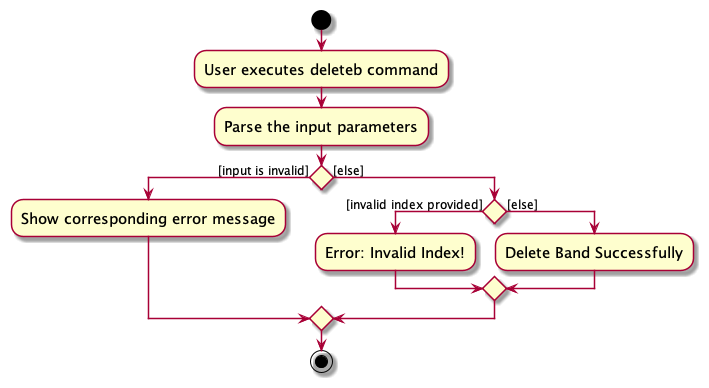 User executes deleteb command
Parse the input parameters
[input is invalid]
[else]
Show corresponding error message
[invalid index provided]
[else]
Error: Invalid Index!
Delete Band Successfully